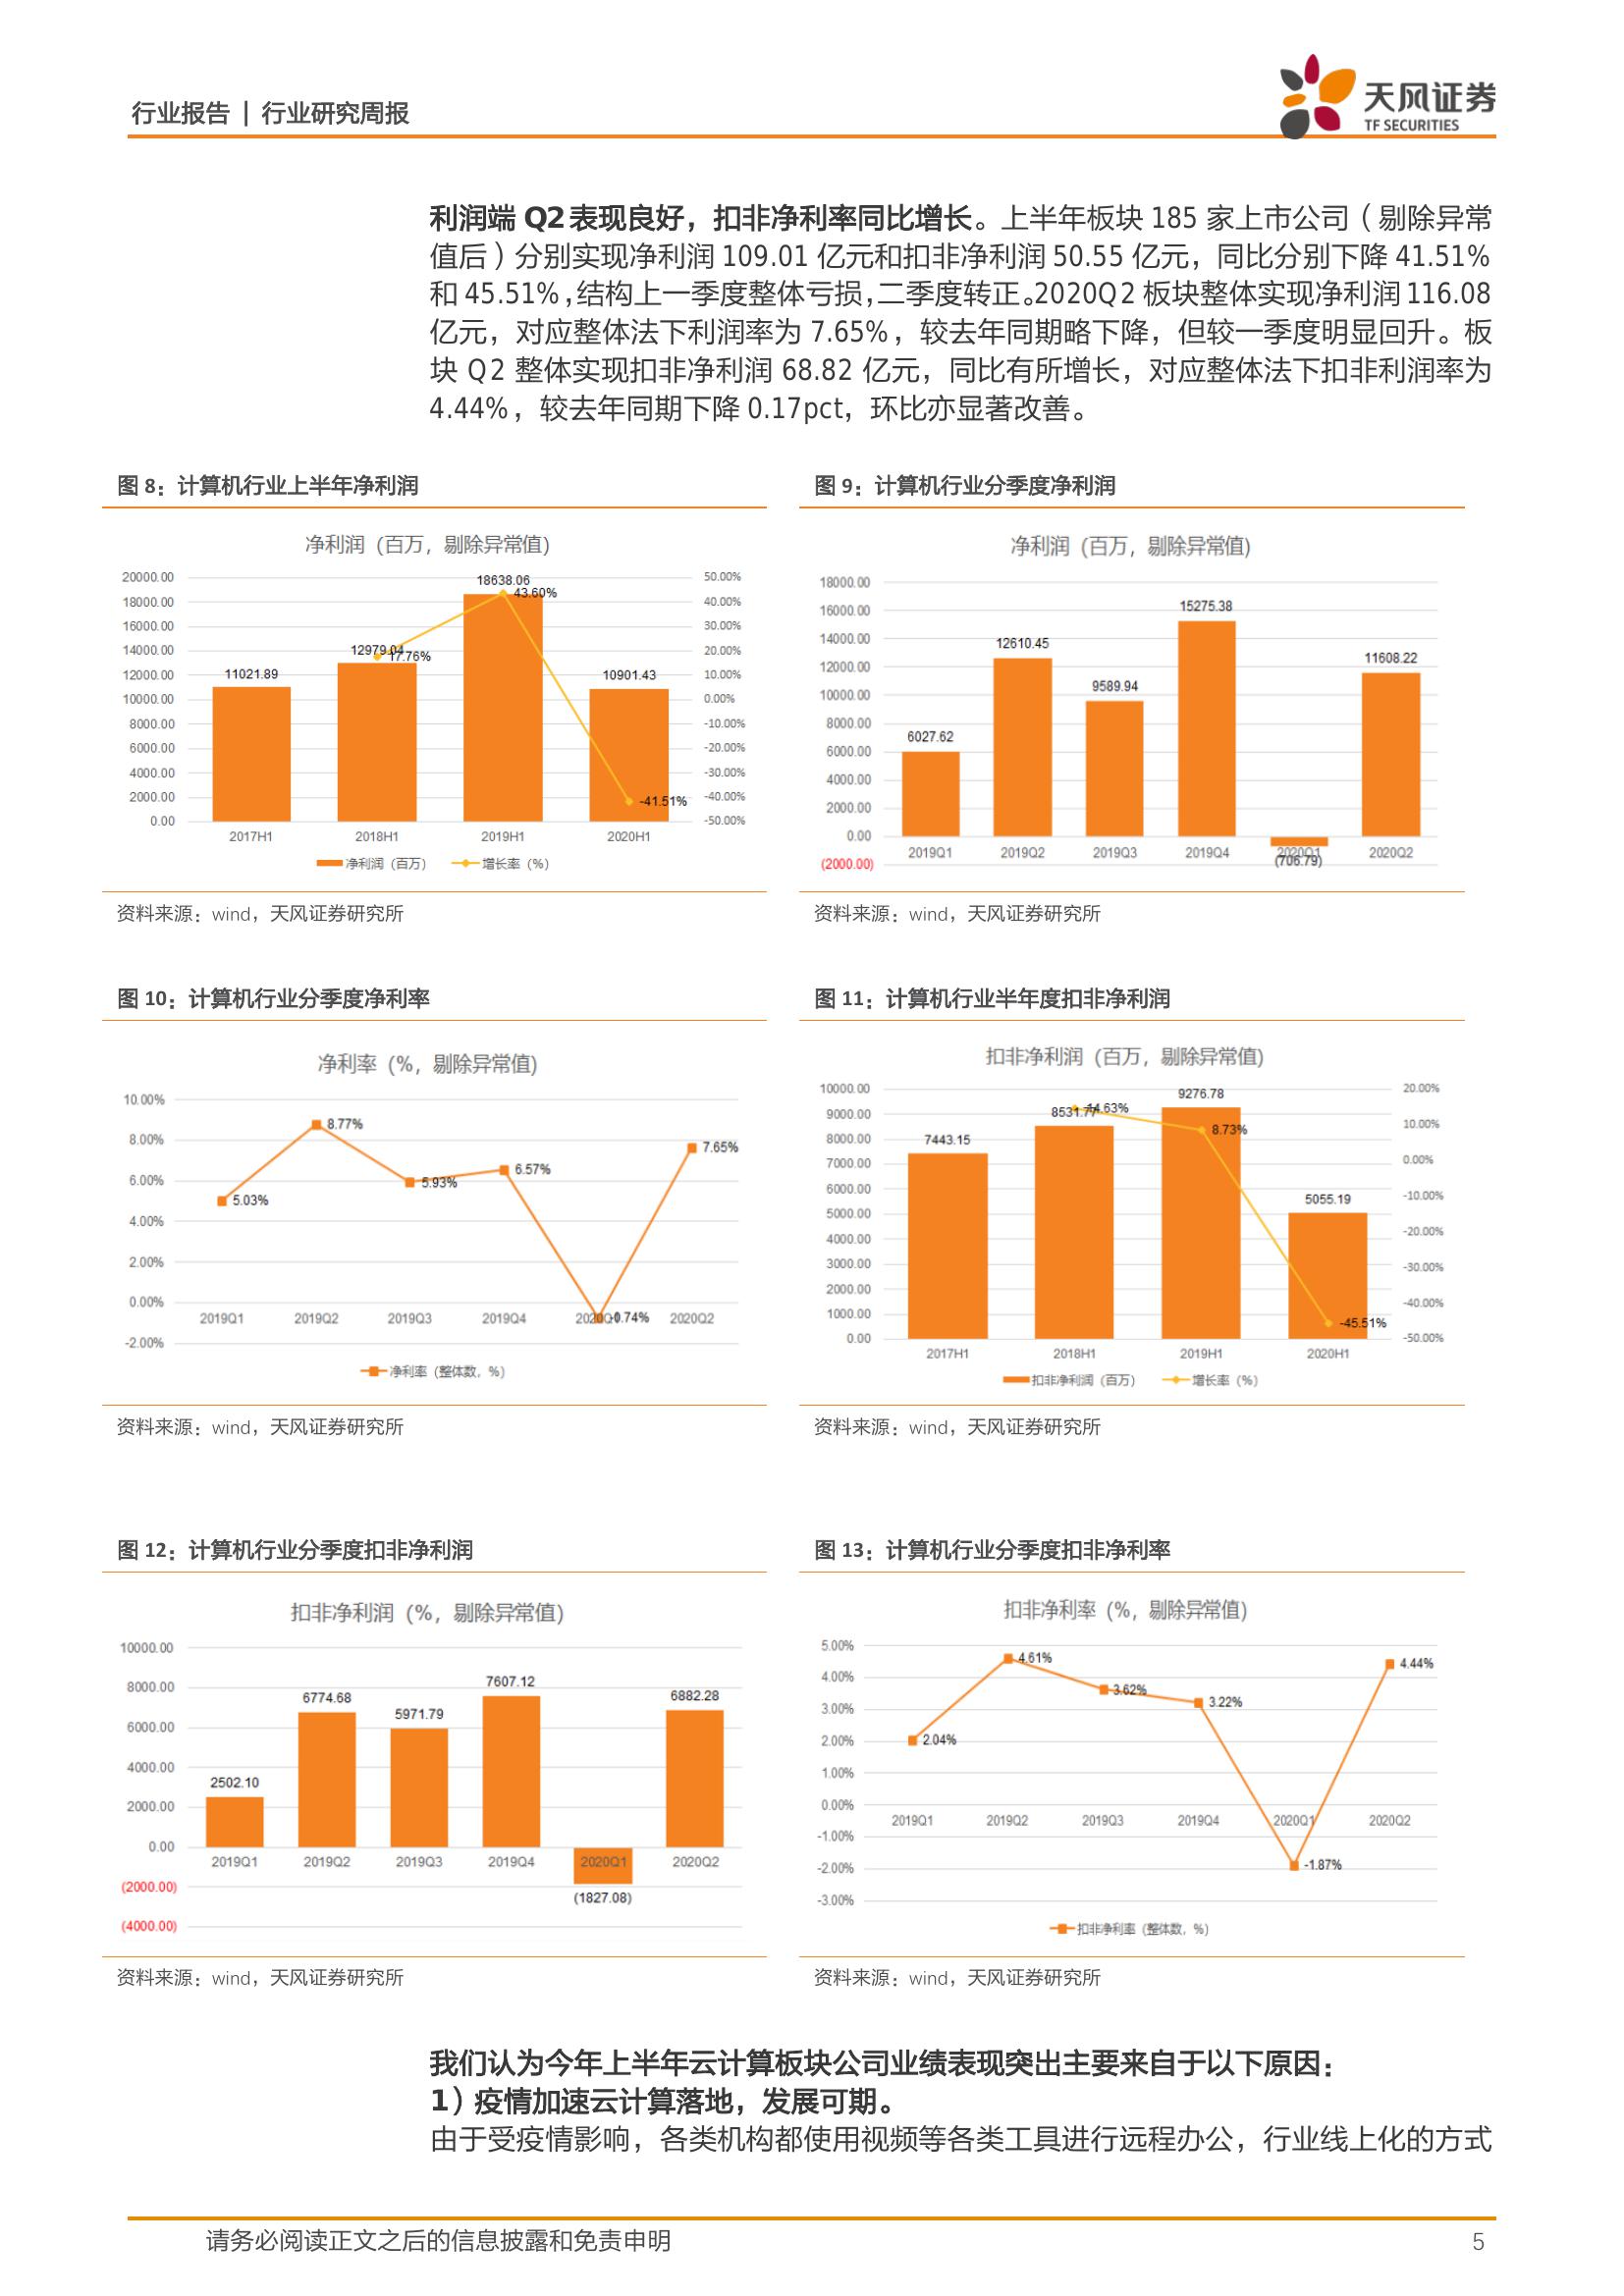 行业报告 | 行业研究周报
天风证券
TF SECURITIES
利润端 Q2 表现良好，扣非净利率同比增长。上半年板块 185 家上市公司（剔除异常
值后）分别实现净利润 109.01 亿元和扣非净利润 50.55 亿元，同比分别下降 41.51%
和 45.51%，结构上一季度整体亏损，二季度转正。2020Q2 板块整体实现净利润 116.08
亿元，对应整体法下利润率为 7.65%，较去年同期略下降，但较一季度明显回升。板
块 Q2 整体实现扣非净利润 68.82 亿元，同比有所增长，对应整体法下扣非利润率为
4.44%，较去年同期下降 0.17pct，环比亦显著改善。
图 8：计算机行业上半年净利润
净利润（百万，剔除异常值）
20000.00
18000.00
16000.00
14000.00
12000.00
10000.00
8000.00
6000.00
4000.00
2000.00
0.00
50.00%
40.00%
30.00%
20.00%
10.00%
0.00%
-10.00%
-20.00%
-30.00%
-40.00%
-50.00%
11021.89
12979.04
17.76%
18638.06
43.60%
10901.43
-41.51%
2017H1 2018H1 2019H1 2020H1
净利润（百万） 增长率（%）
资料来源：wind，天风证券研究所
图 9：计算机行业分季度净利润
净利润（百万，剔除异常值）
18000.00
16000.00
14000.00
12000.00
10000.00
8000.00
6000.00
4000.00
2000.00
0.00
(2000.00)
6027.62
12610.45
9589.94
15275.38
(706.79)
11608.22
2019Q1 2019Q2 2019Q3 2019Q4 2020Q1 2020Q2
资料来源：wind，天风证券研究所
图 10：计算机行业分季度净利率
净利率（%，剔除异常值）
10.00%
8.00%
6.00%
4.00%
2.00%
0.00%
-2.00%
5.03%
8.77%
5.93%
6.57%
-0.74%
7.65%
2019Q1 2019Q2 2019Q3 2019Q4 2020Q1 2020Q2
净利率（整体数，%）
资料来源：wind，天风证券研究所
图 11：计算机行业半年度扣非净利润
扣非净利润（百万，剔除异常值）
10000.00
9000.00
8000.00
7000.00
6000.00
5000.00
4000.00
3000.00
2000.00
1000.00
0.00
20.00%
10.00%
0.00%
-10.00%
-20.00%
-30.00%
-40.00%
-50.00%
7443.15
8531.77
14.63%
9276.78
8.73%
5055.19
-45.51%
2017H1 2018H1 2019H1 2020H1
扣非净利润（百万） 增长率（%）
资料来源：wind，天风证券研究所
图 12：计算机行业分季度扣非净利润
扣非净利润（%，剔除异常值）
10000.00
8000.00
6000.00
4000.00
2000.00
0.00
(2000.00)
(4000.00)
2502.10
6774.68
5971.79
7607.12
(1827.08)
6882.28
2019Q1 2019Q2 2019Q3 2019Q4 2020Q1 2020Q2
资料来源：wind，天风证券研究所
图 13：计算机行业分季度扣非净利率
扣非净利率（%，剔除异常值）
5.00%
4.00%
3.00%
2.00%
1.00%
0.00%
-1.00%
-2.00%
-3.00%
2.04%
4.61%
3.62%
3.22%
-1.87%
4.44%
2019Q1 2019Q2 2019Q3 2019Q4 2020Q1 2020Q2
扣非净利率（整体数，%）
资料来源：wind，天风证券研究所
我们认为今年上半年云计算板块公司业绩表现突出主要来自于以下原因：
1）疫情加速云计算落地，发展可期。
由于受疫情影响，各类机构都使用视频等各类工具进行远程办公，行业线上化的方式
请务必阅读正文之后的信息披露和免责申明 5